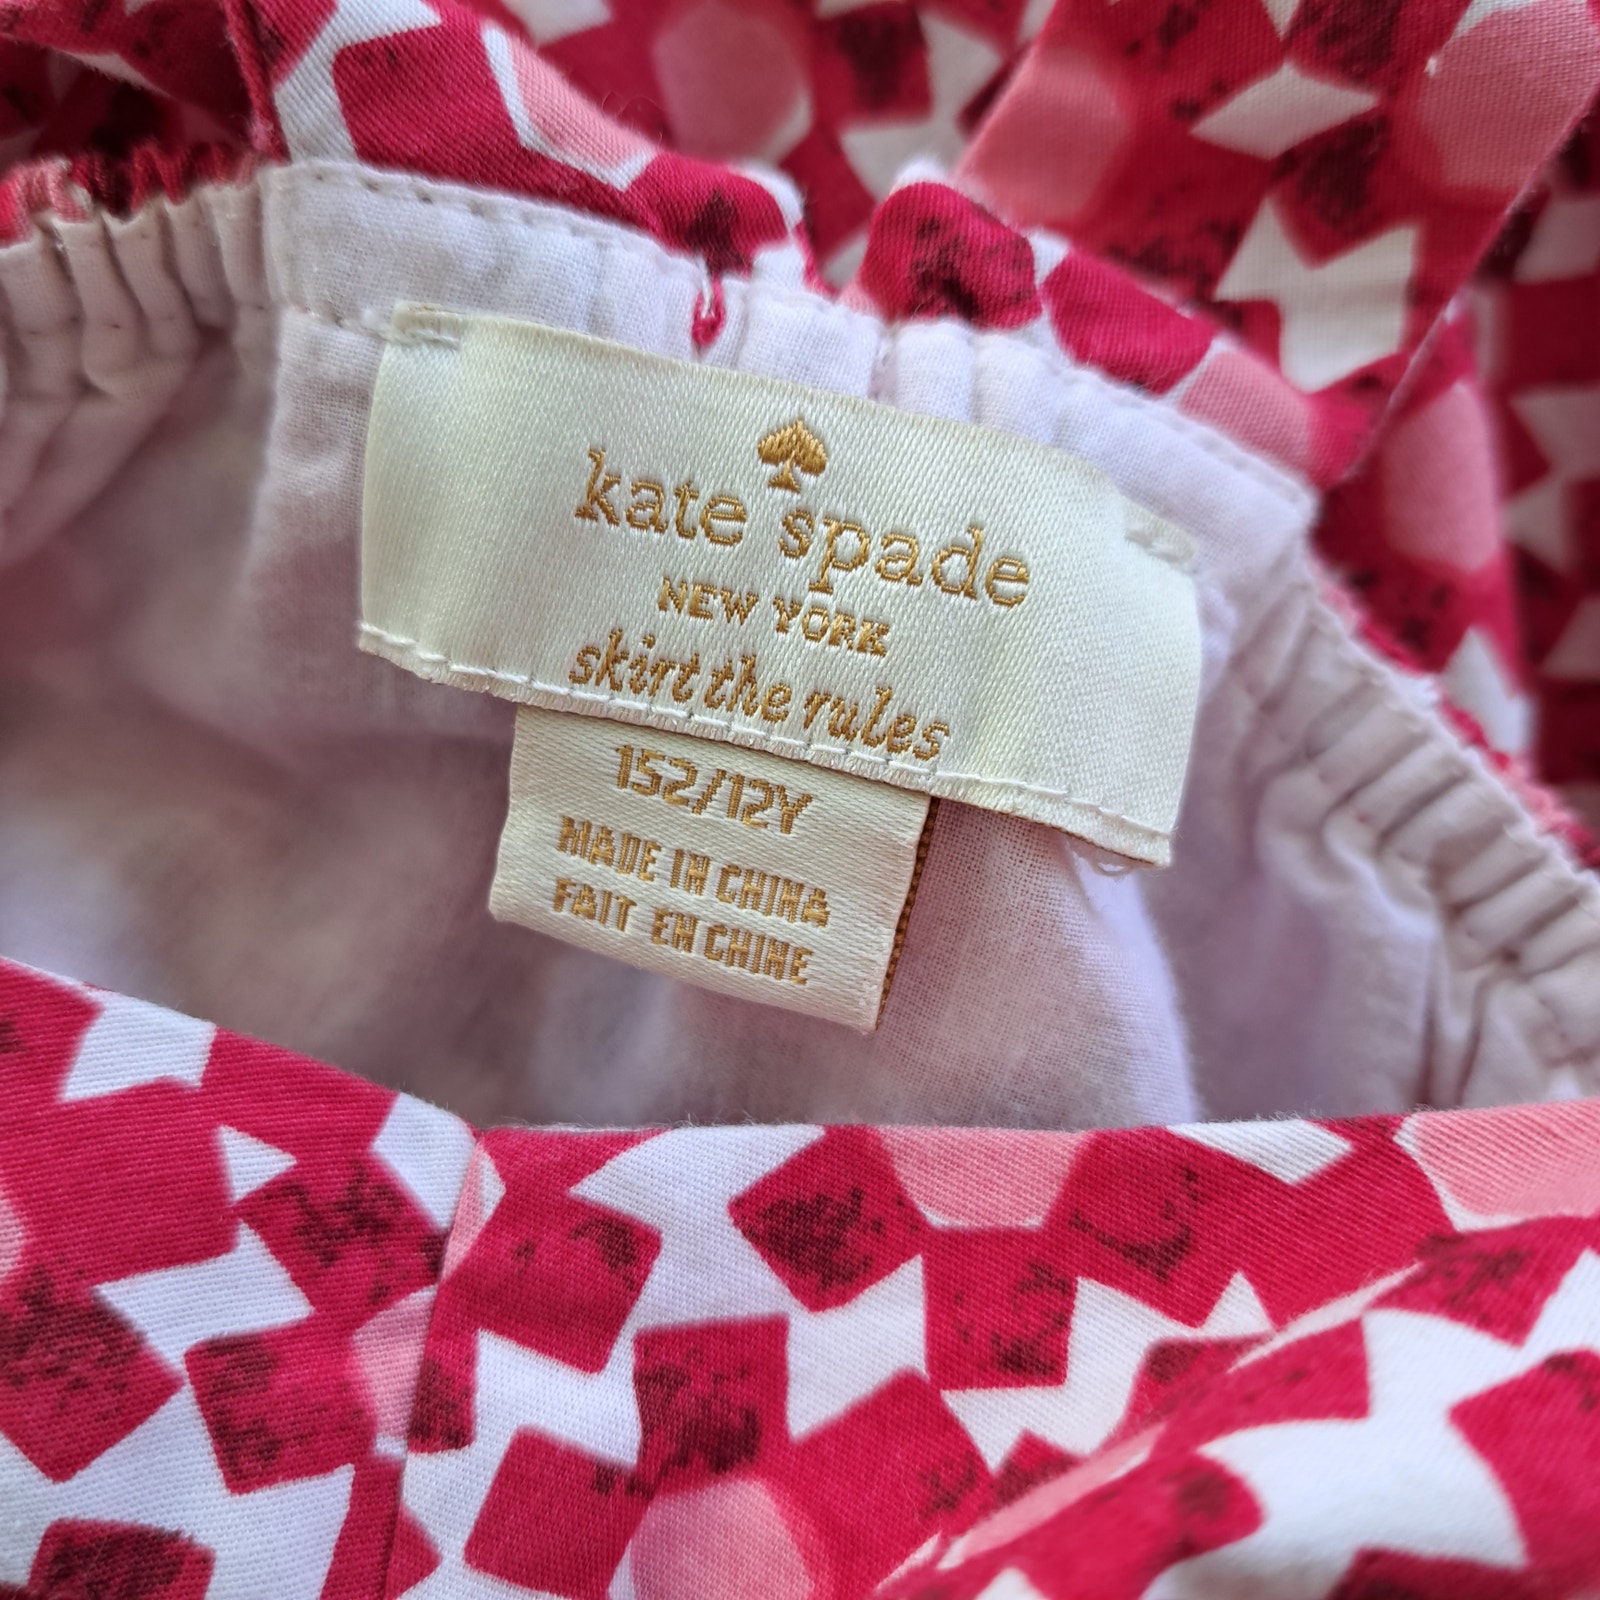 kate spade
NEW YORK
skirt the rules
152/12Y
MADE IN CHINA
FAIT EN CHINE